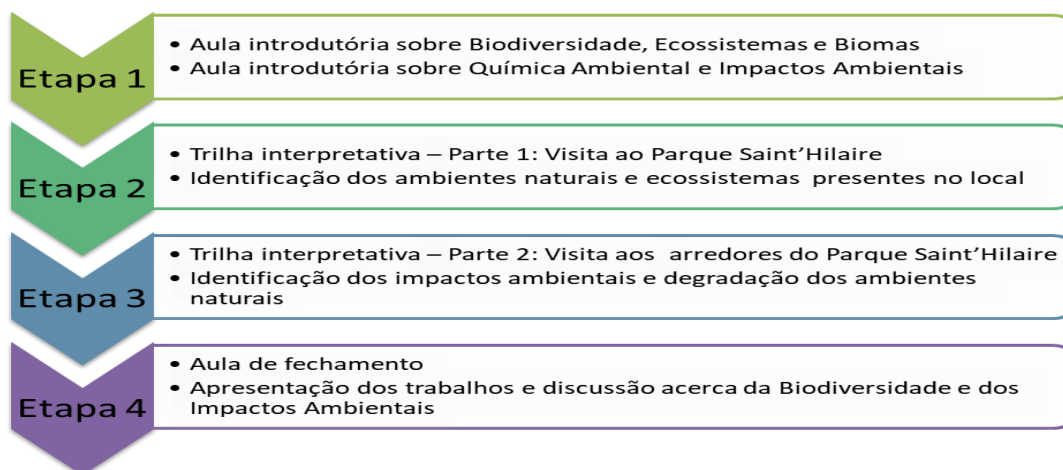 Etapa 1
• Aula introdutória sobre Biodiversidade, Ecossistemas e Biomas
• Aula introdutória sobre Química Ambiental e Impactos Ambientais
Etapa 2
• Trilha interpretativa – Parte 1: Visita ao Parque Saint’Hilaire
• Identificação dos ambientes naturais e ecossistemas presentes no local
Etapa 3
• Trilha interpretativa – Parte 2: Visita aos arredores do Parque Saint’Hilaire
• Identificação dos impactos ambientais e degradação dos ambientes
naturais
Etapa 4
• Aula de fechamento
• Apresentação dos trabalhos e discussão acerca da Biodiversidade e dos
Impactos Ambientais